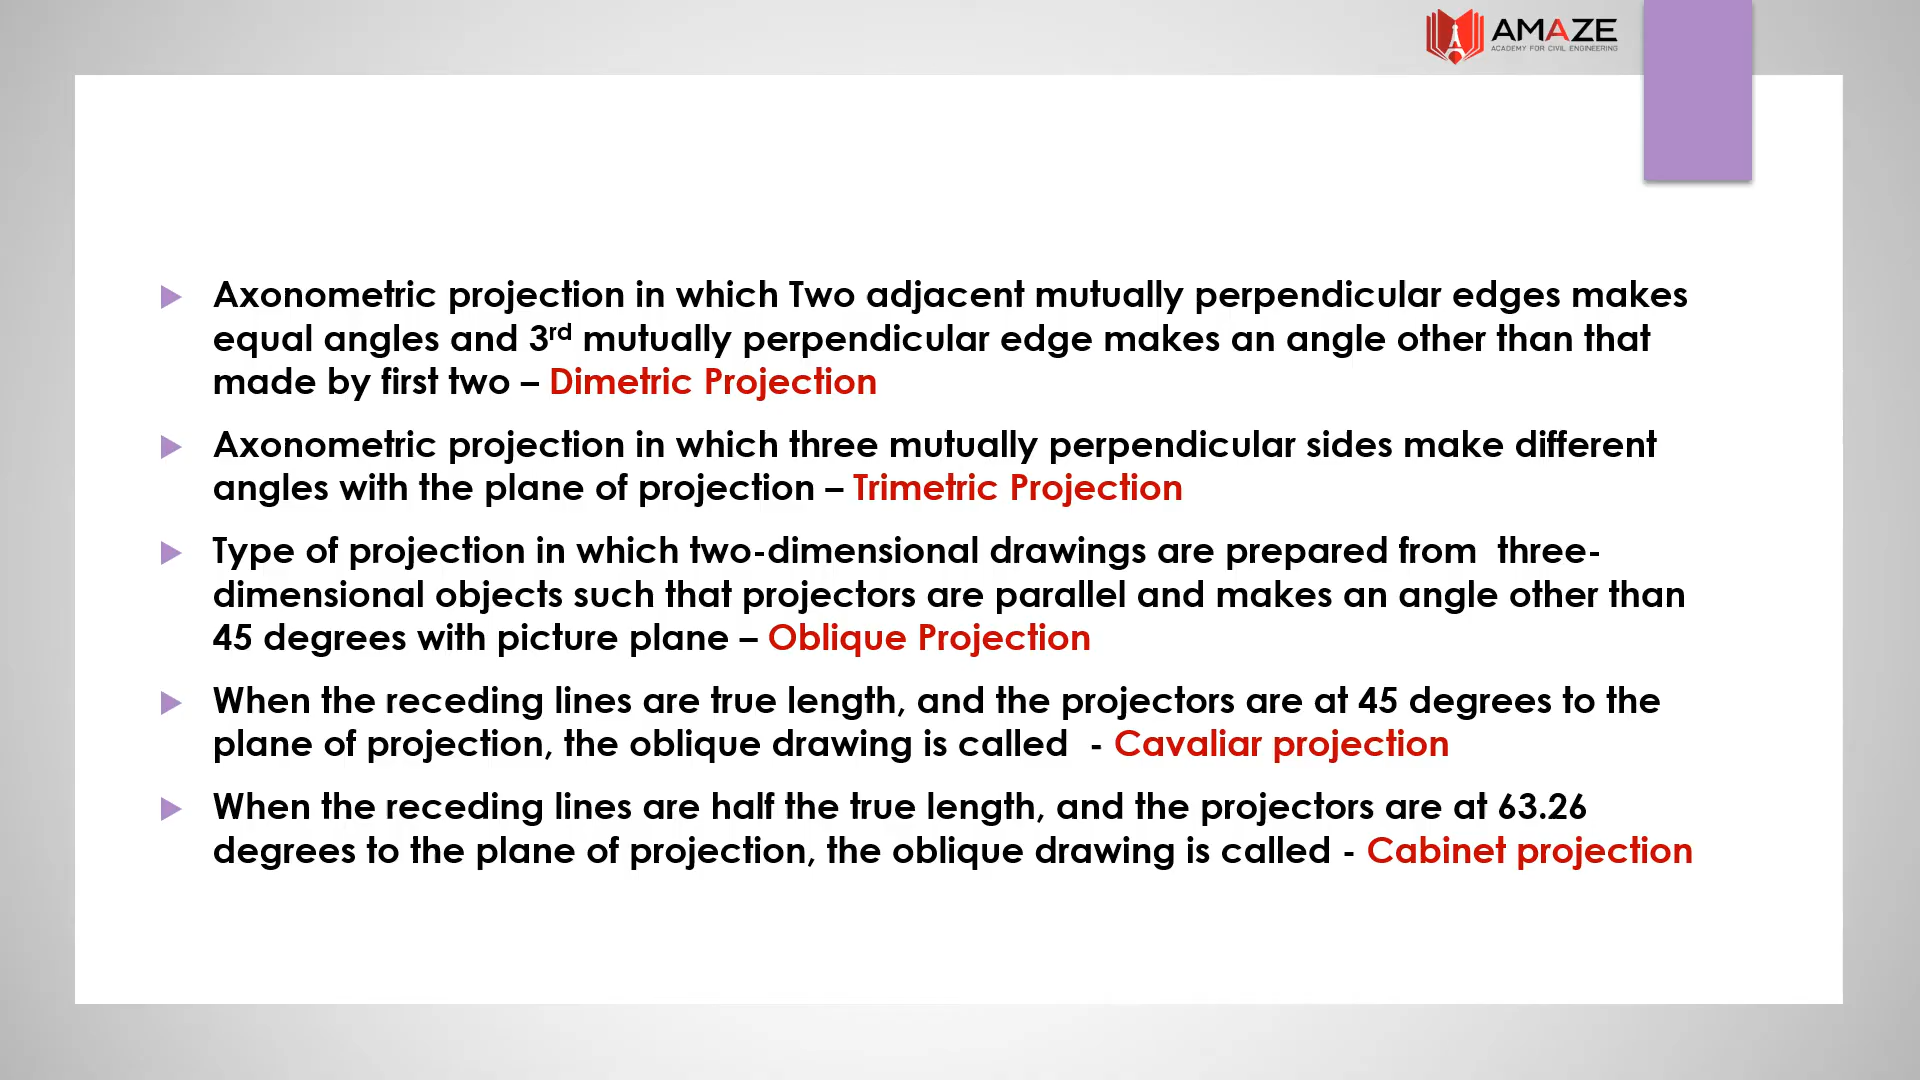 AMAZE
ACADEMY FOR CIVIL ENGINEERING
Axonometric projection in which Two adjacent mutually perpendicular edges makes
equal angles and 3rd mutually perpendicular edge makes an angle other than that
made by first two – Dimetric Projection
Axonometric projection in which three mutually perpendicular sides make different
angles with the plane of projection – Trimetric Projection
Type of projection in which two-dimensional drawings are prepared from three-
dimensional objects such that projectors are parallel and makes an angle other than
45 degrees with picture plane – Oblique Projection
When the receding lines are true length, and the projectors are at 45 degrees to the
plane of projection, the oblique drawing is called - Cavaliar projection
When the receding lines are half the true length, and the projectors are at 63.26
degrees to the plane of projection, the oblique drawing is called - Cabinet projection